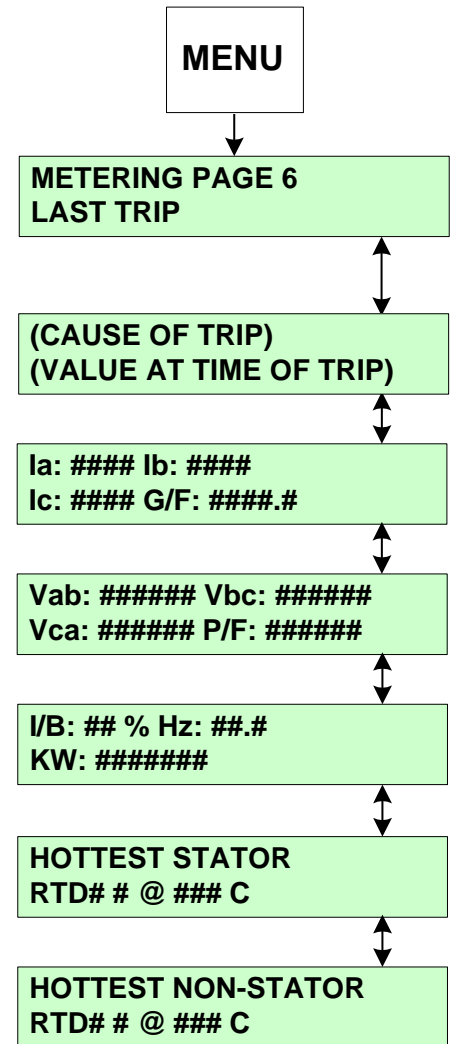 MENU
METERING PAGE 6
LAST TRIP
(CAUSE OF TRIP)
(VALUE AT TIME OF TRIP)
Ia: #### Ib: ####
Ic: #### G/F: ####.#
Vab: ###### Vbc: ######
Vca: ###### P/F: ######
I/B: ## % Hz: ##.#
KW: #######
HOTTEST STATOR
RTD# # @ ### C
HOTTEST NON-STATOR
RTD# # @ ### C